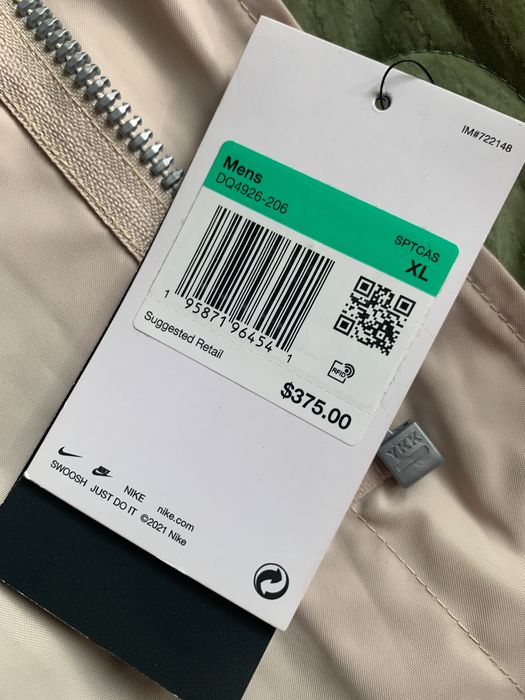 IM#722148
Mens
DQ4926-206
SPTCAS
XL
1 95871 96454 1
Suggested Retail
RFID
$375.00
NIKE nike.com
SWOOSH JUST DO IT ©2021 Nike
YKK